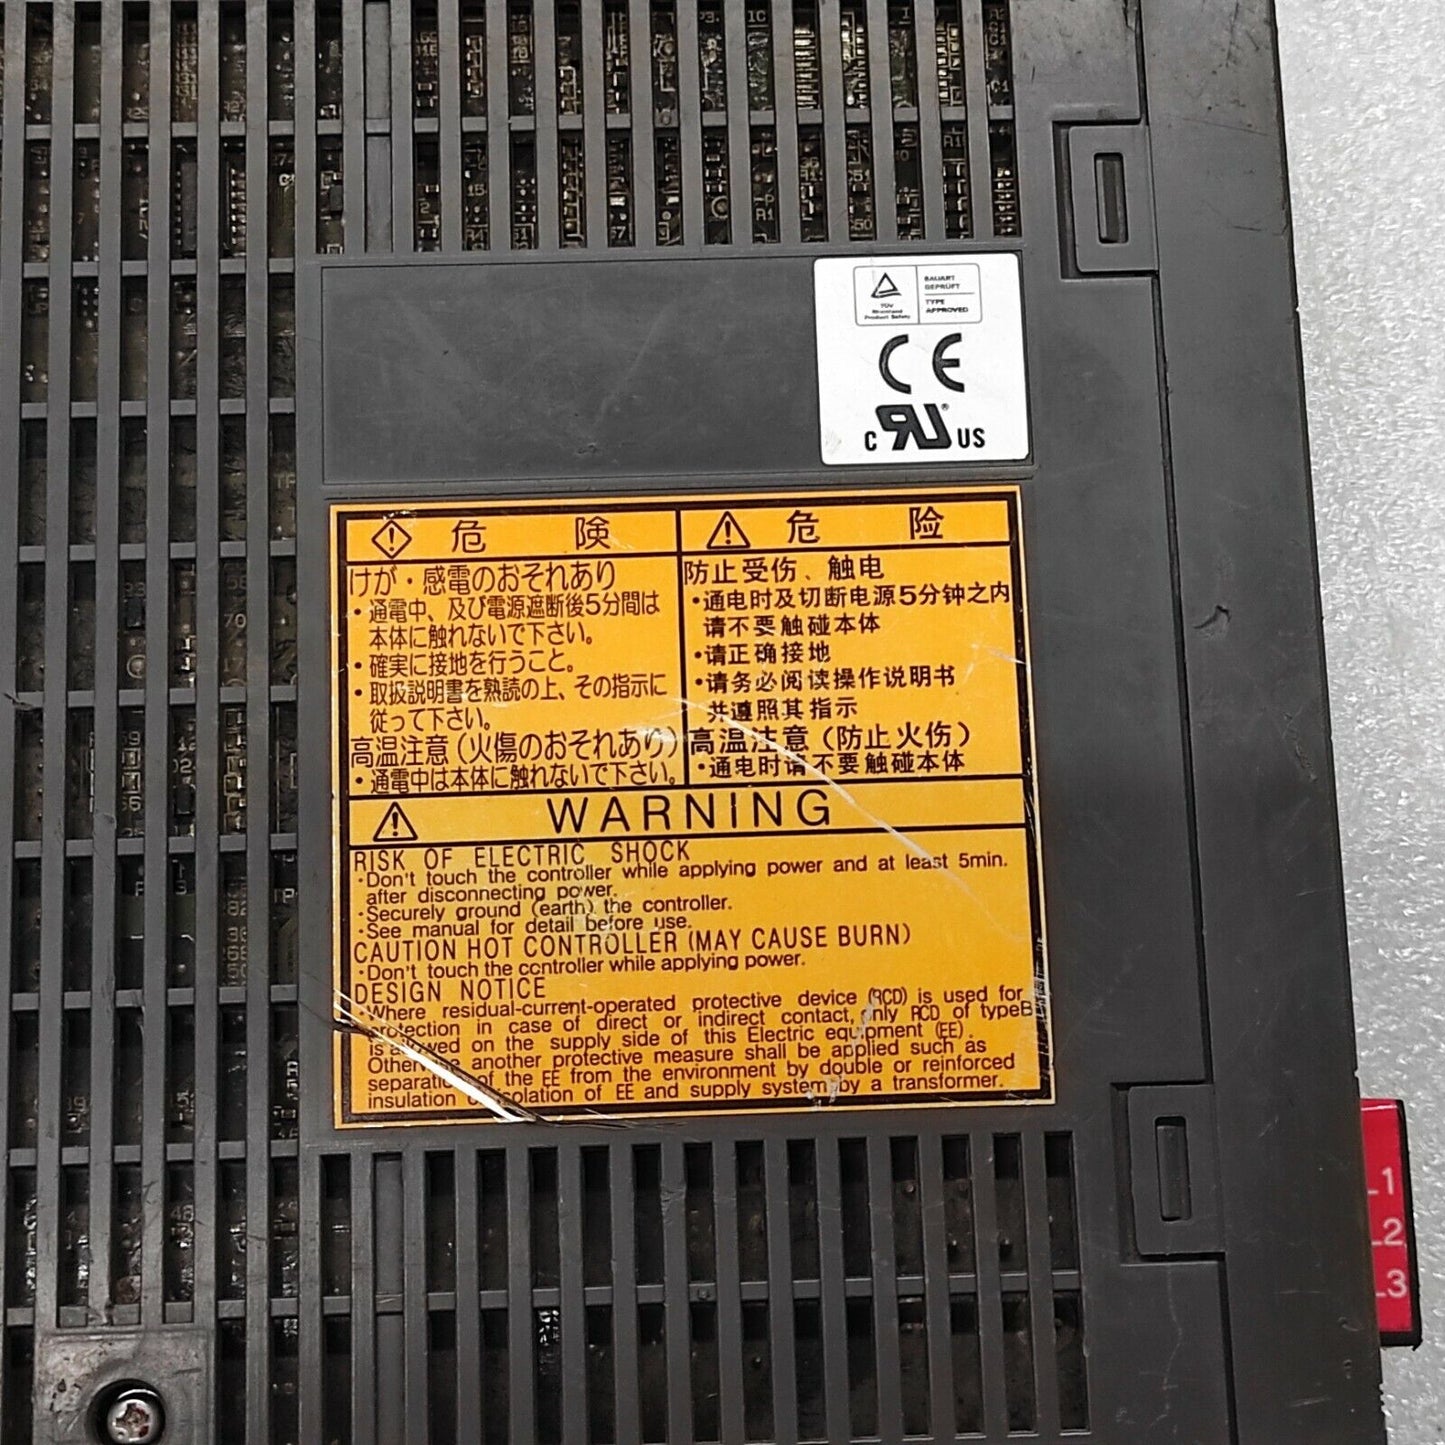 TÜV
Rheinland
Product Safety
BAUART
GEPRÜFT
TYPE
APPROVED
CE
C RU ® US
危 険
けが・感電のおそれあり
・通電中、及び電源遮断後5分間は
本体に触れないで下さい。
・確実に接地を行うこと。
・取扱説明書を熟読の上、その指示に
従って下さい。
高温注意(火傷のおそれあり)
・通電中は本体に触れないで下さい。
危 险
防止受伤、触电
・通电时及切断电源5分钟之内
请不要触碰本体
・请正确接地
・请务必阅读操作说明书
并遵照其指示
高温注意(防止火伤)
・通电时请不要触碰本体
WARNING
RISK OF ELECTRIC SHOCK
・Don't touch the controller while applying power and at least 5min.
after disconnecting power.
・Securely ground (earth) the controller.
・See manual for detail before use.
CAUTION HOT CONTROLLER (MAY CAUSE BURN)
・Don't touch the controller while applying power.
DESIGN NOTICE
・Where residual-current-operated protective device (RCD) is used for
protection in case of direct or indirect contact, only RCD of typeB
is allowed on the supply side of this Electric equipment (EE).
Otherwise another protective measure shall be applied such as
separation of the EE from the environment by double or reinforced
insulation or isolation of EE and supply system by a transformer.
L1
L2
L3